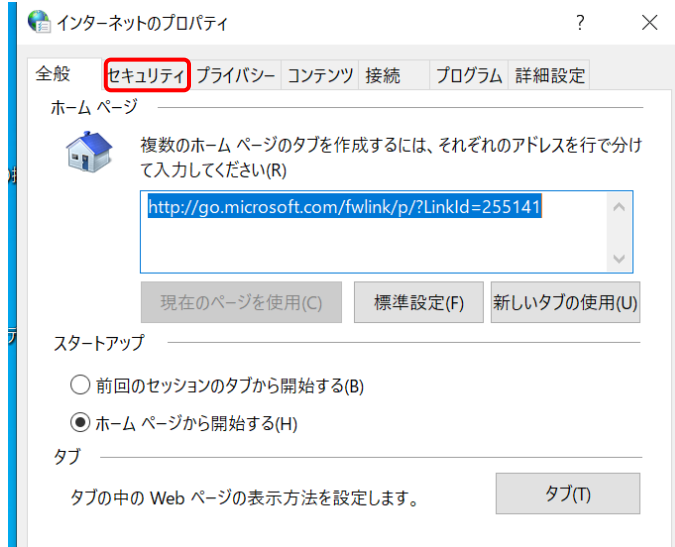 インターネットのプロパティ ? ×
全般 セキュリティ プライバシー コンテンツ 接続 プログラム 詳細設定
ホーム ページ
複数のホーム ページのタブを作成するには、それぞれのアドレスを行で分け
て入力してください(R)
http://go.microsoft.com/fwlink/p/?LinkId=255141
現在のページを使用(C) 標準設定(F) 新しいタブの使用(U)
スタートアップ
前回のセッションのタブから開始する(B)
ホーム ページから開始する(H)
タブ
タブの中の Web ページの表示方法を設定します。 タブ(T)